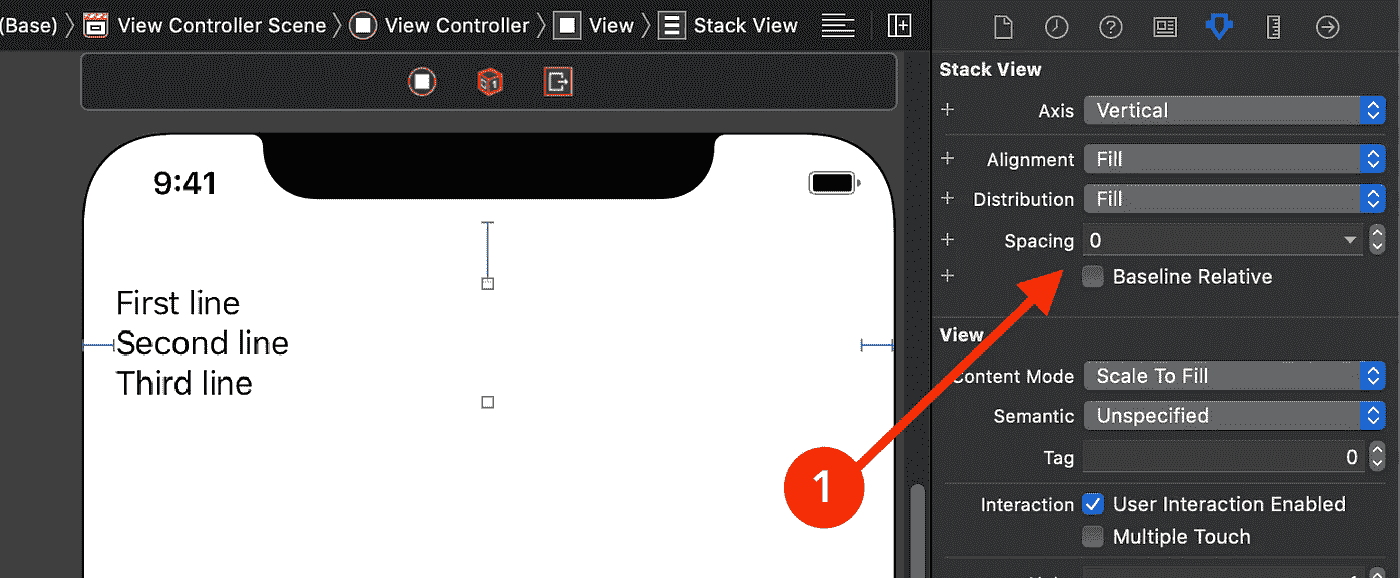 (Base) 〉 View Controller Scene 〉 View Controller 〉 View 〉 Stack View
Stack View
Axis Vertical
Alignment Fill
Distribution Fill
Spacing 0
Baseline Relative
View
Content Mode Scale To Fill
Semantic Unspecified
Tag 0
Interaction User Interaction Enabled
Multiple Touch
9:41
First line
Second line
Third line
1